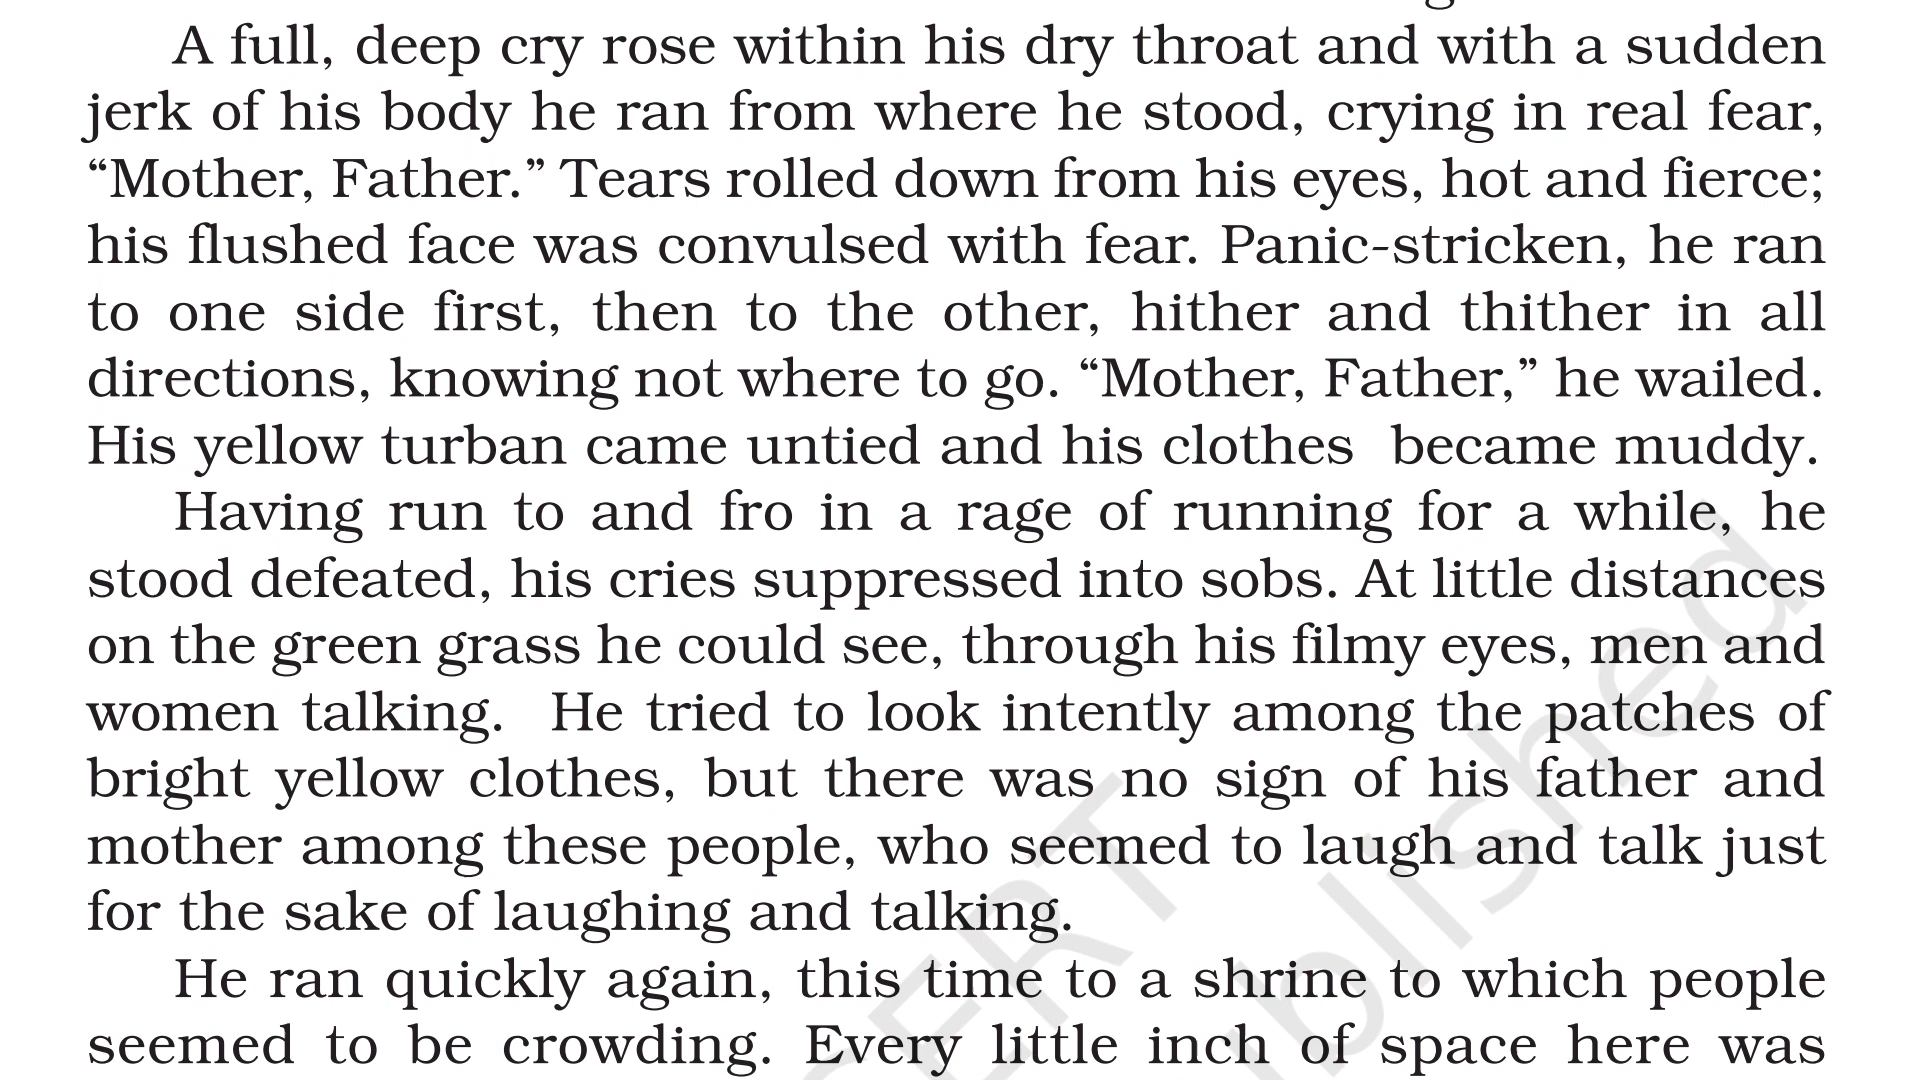 A full, deep cry rose within his dry throat and with a sudden
jerk of his body he ran from where he stood, crying in real fear,
“Mother, Father.” Tears rolled down from his eyes, hot and fierce;
his flushed face was convulsed with fear. Panic-stricken, he ran
to one side first, then to the other, hither and thither in all
directions, knowing not where to go. “Mother, Father,” he wailed.
His yellow turban came untied and his clothes became muddy.
Having run to and fro in a rage of running for a while, he
stood defeated, his cries suppressed into sobs. At little distances
on the green grass he could see, through his filmy eyes, men and
women talking. He tried to look intently among the patches of
bright yellow clothes, but there was no sign of his father and
mother among these people, who seemed to laugh and talk just
for the sake of laughing and talking.
He ran quickly again, this time to a shrine to which people
seemed to be crowding. Every little inch of space here was